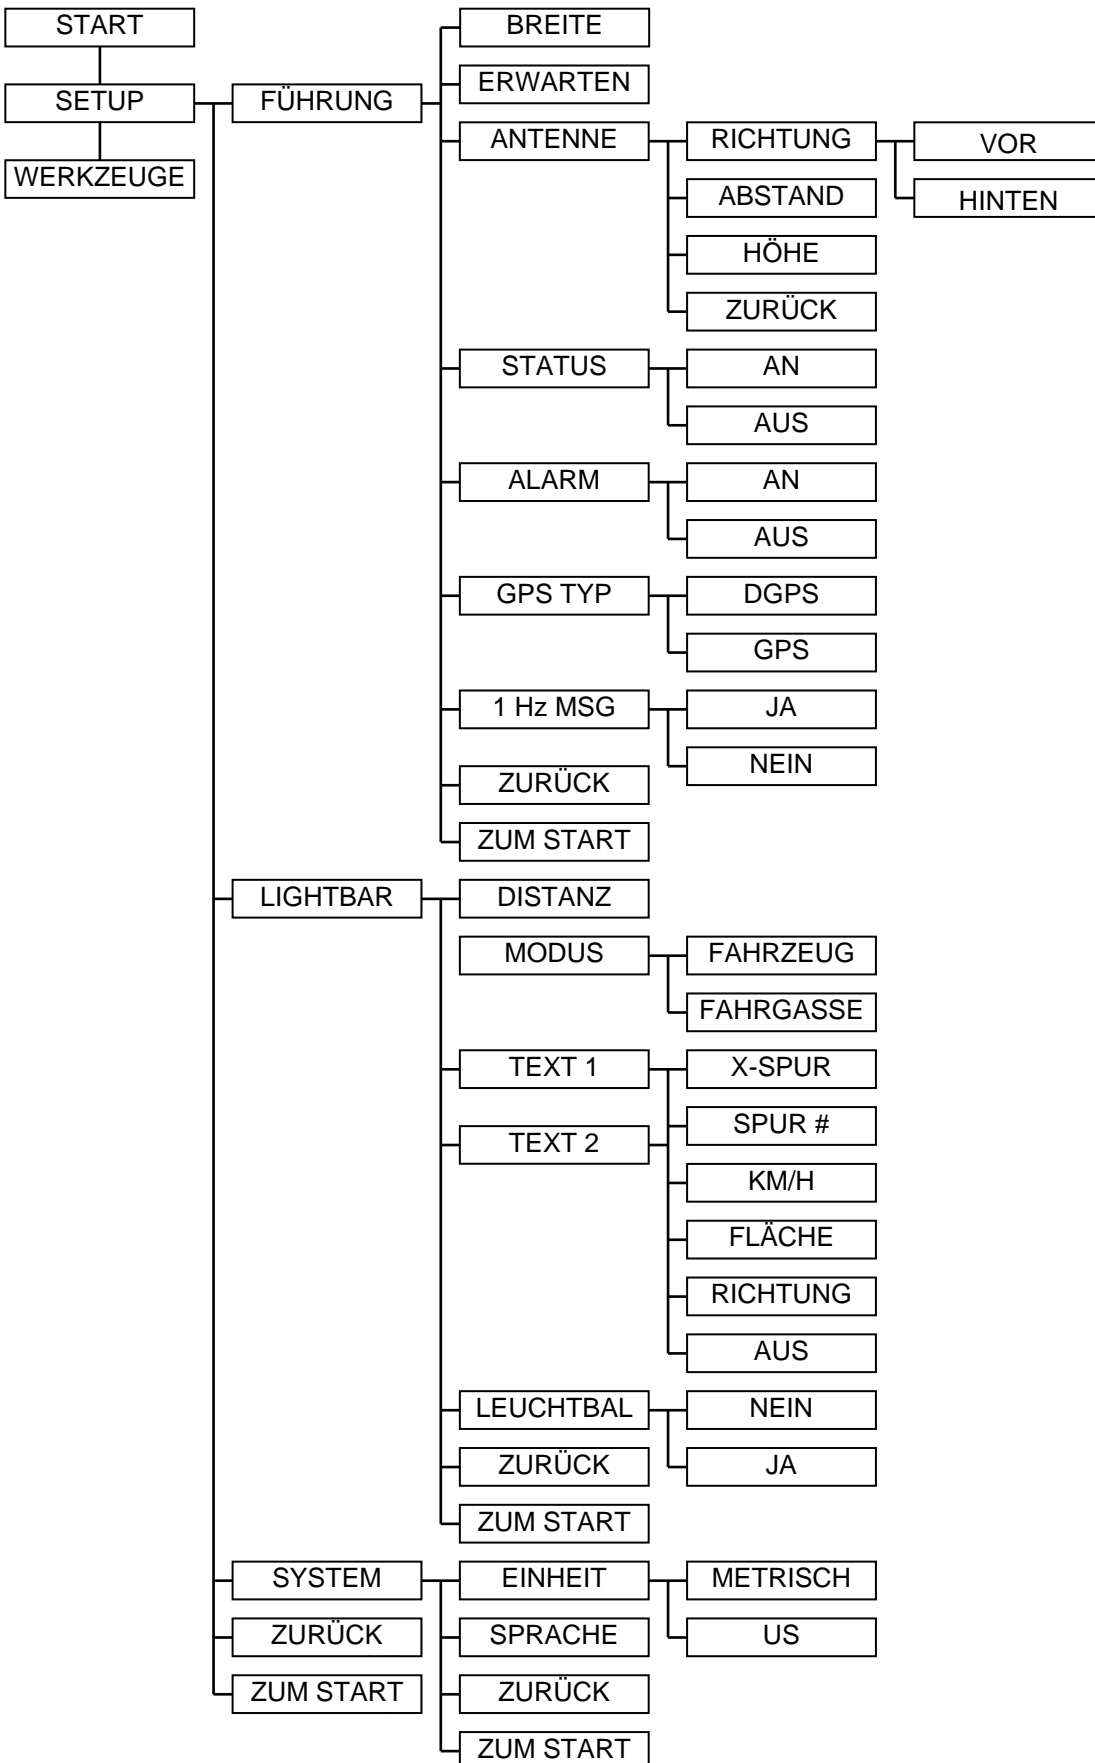 START
BREITE
ERWARTEN
SETUP
FÜHRUNG
ANTENNE
RICHTUNG
VOR
WERKZEUGE
ABSTAND
HINTEN
HÖHE
ZURÜCK
STATUS
AN
AUS
ALARM
AN
AUS
GPS TYP
DGPS
GPS
1 Hz MSG
JA
NEIN
ZURÜCK
ZUM START
LIGHTBAR
DISTANZ
MODUS
FAHRZEUG
FAHRGASSE
TEXT 1
X-SPUR
SPUR #
TEXT 2
KM/H
FLÄCHE
RICHTUNG
AUS
LEUCHTBAL
NEIN
ZURÜCK
JA
ZUM START
SYSTEM
EINHEIT
METRISCH
ZURÜCK
SPRACHE
US
ZUM START
ZURÜCK
ZUM START